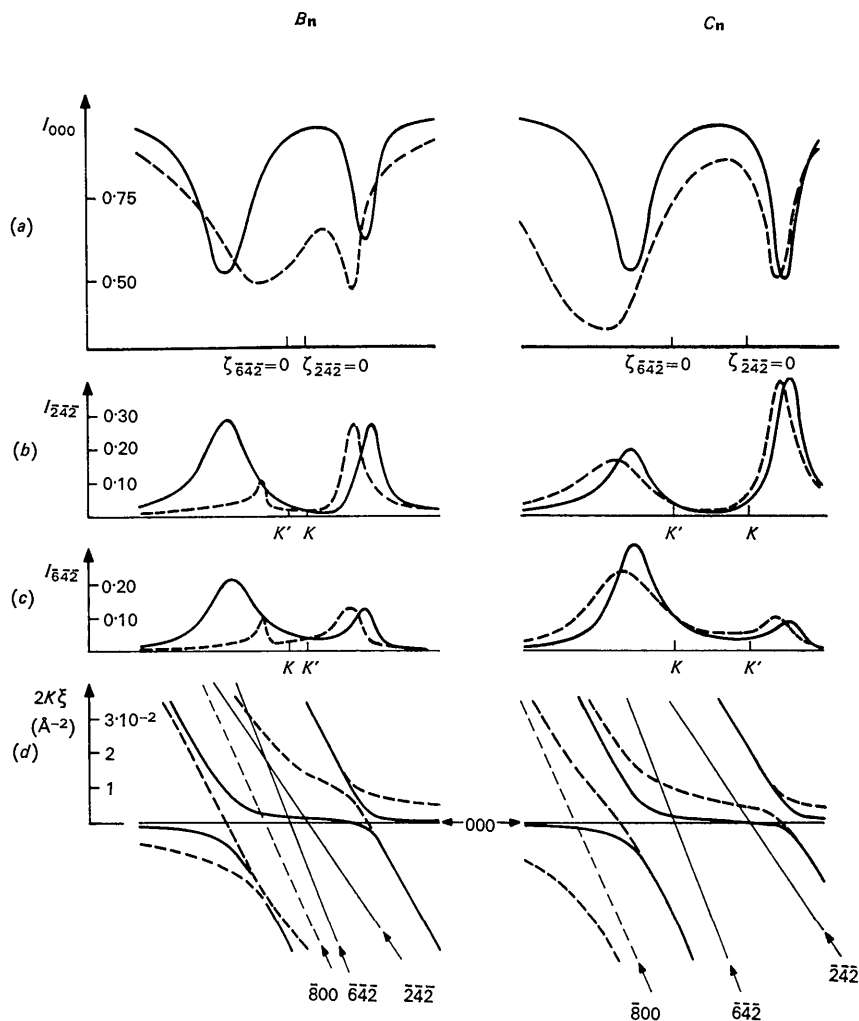 Bn Cn
(a) I000
0·75
0·50
ζ6̄4̄2̄=0 ζ2̄4̄2̄=0 ζ6̄4̄2̄=0 ζ2̄4̄2̄=0
(b) I2̄4̄2̄
0·30
0·20
0·10
K' K K' K
(c) I6̄4̄2̄
0·20
0·10
K K' K K'
(d) 2Kξ
(Å−2)
3·10−2
2
1
000
8̄00 6̄4̄2̄ 2̄4̄2̄ 8̄00 6̄4̄2̄ 2̄4̄2̄